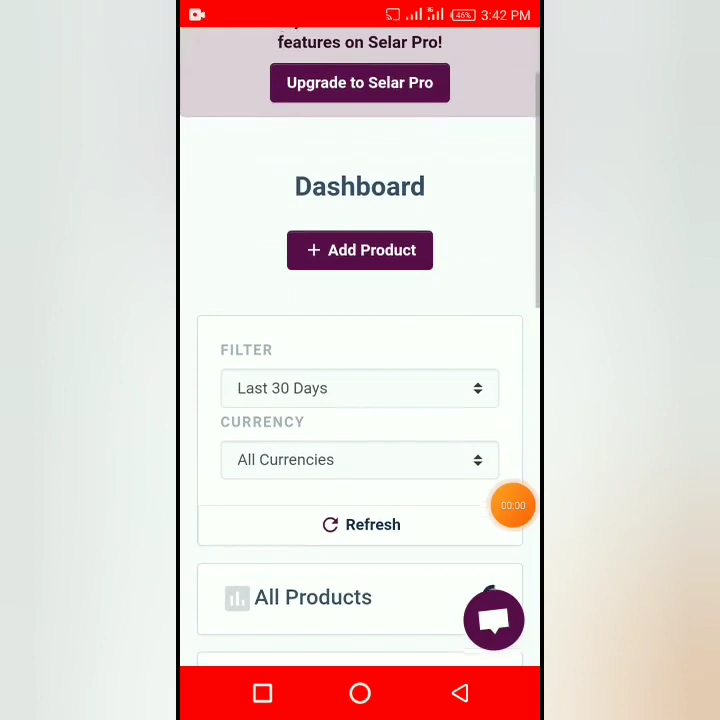 46% 3:42 PM
features on Selar Pro!
Upgrade to Selar Pro
Dashboard
+ Add Product
FILTER
Last 30 Days
CURRENCY
All Currencies
00:00
Refresh
All Products